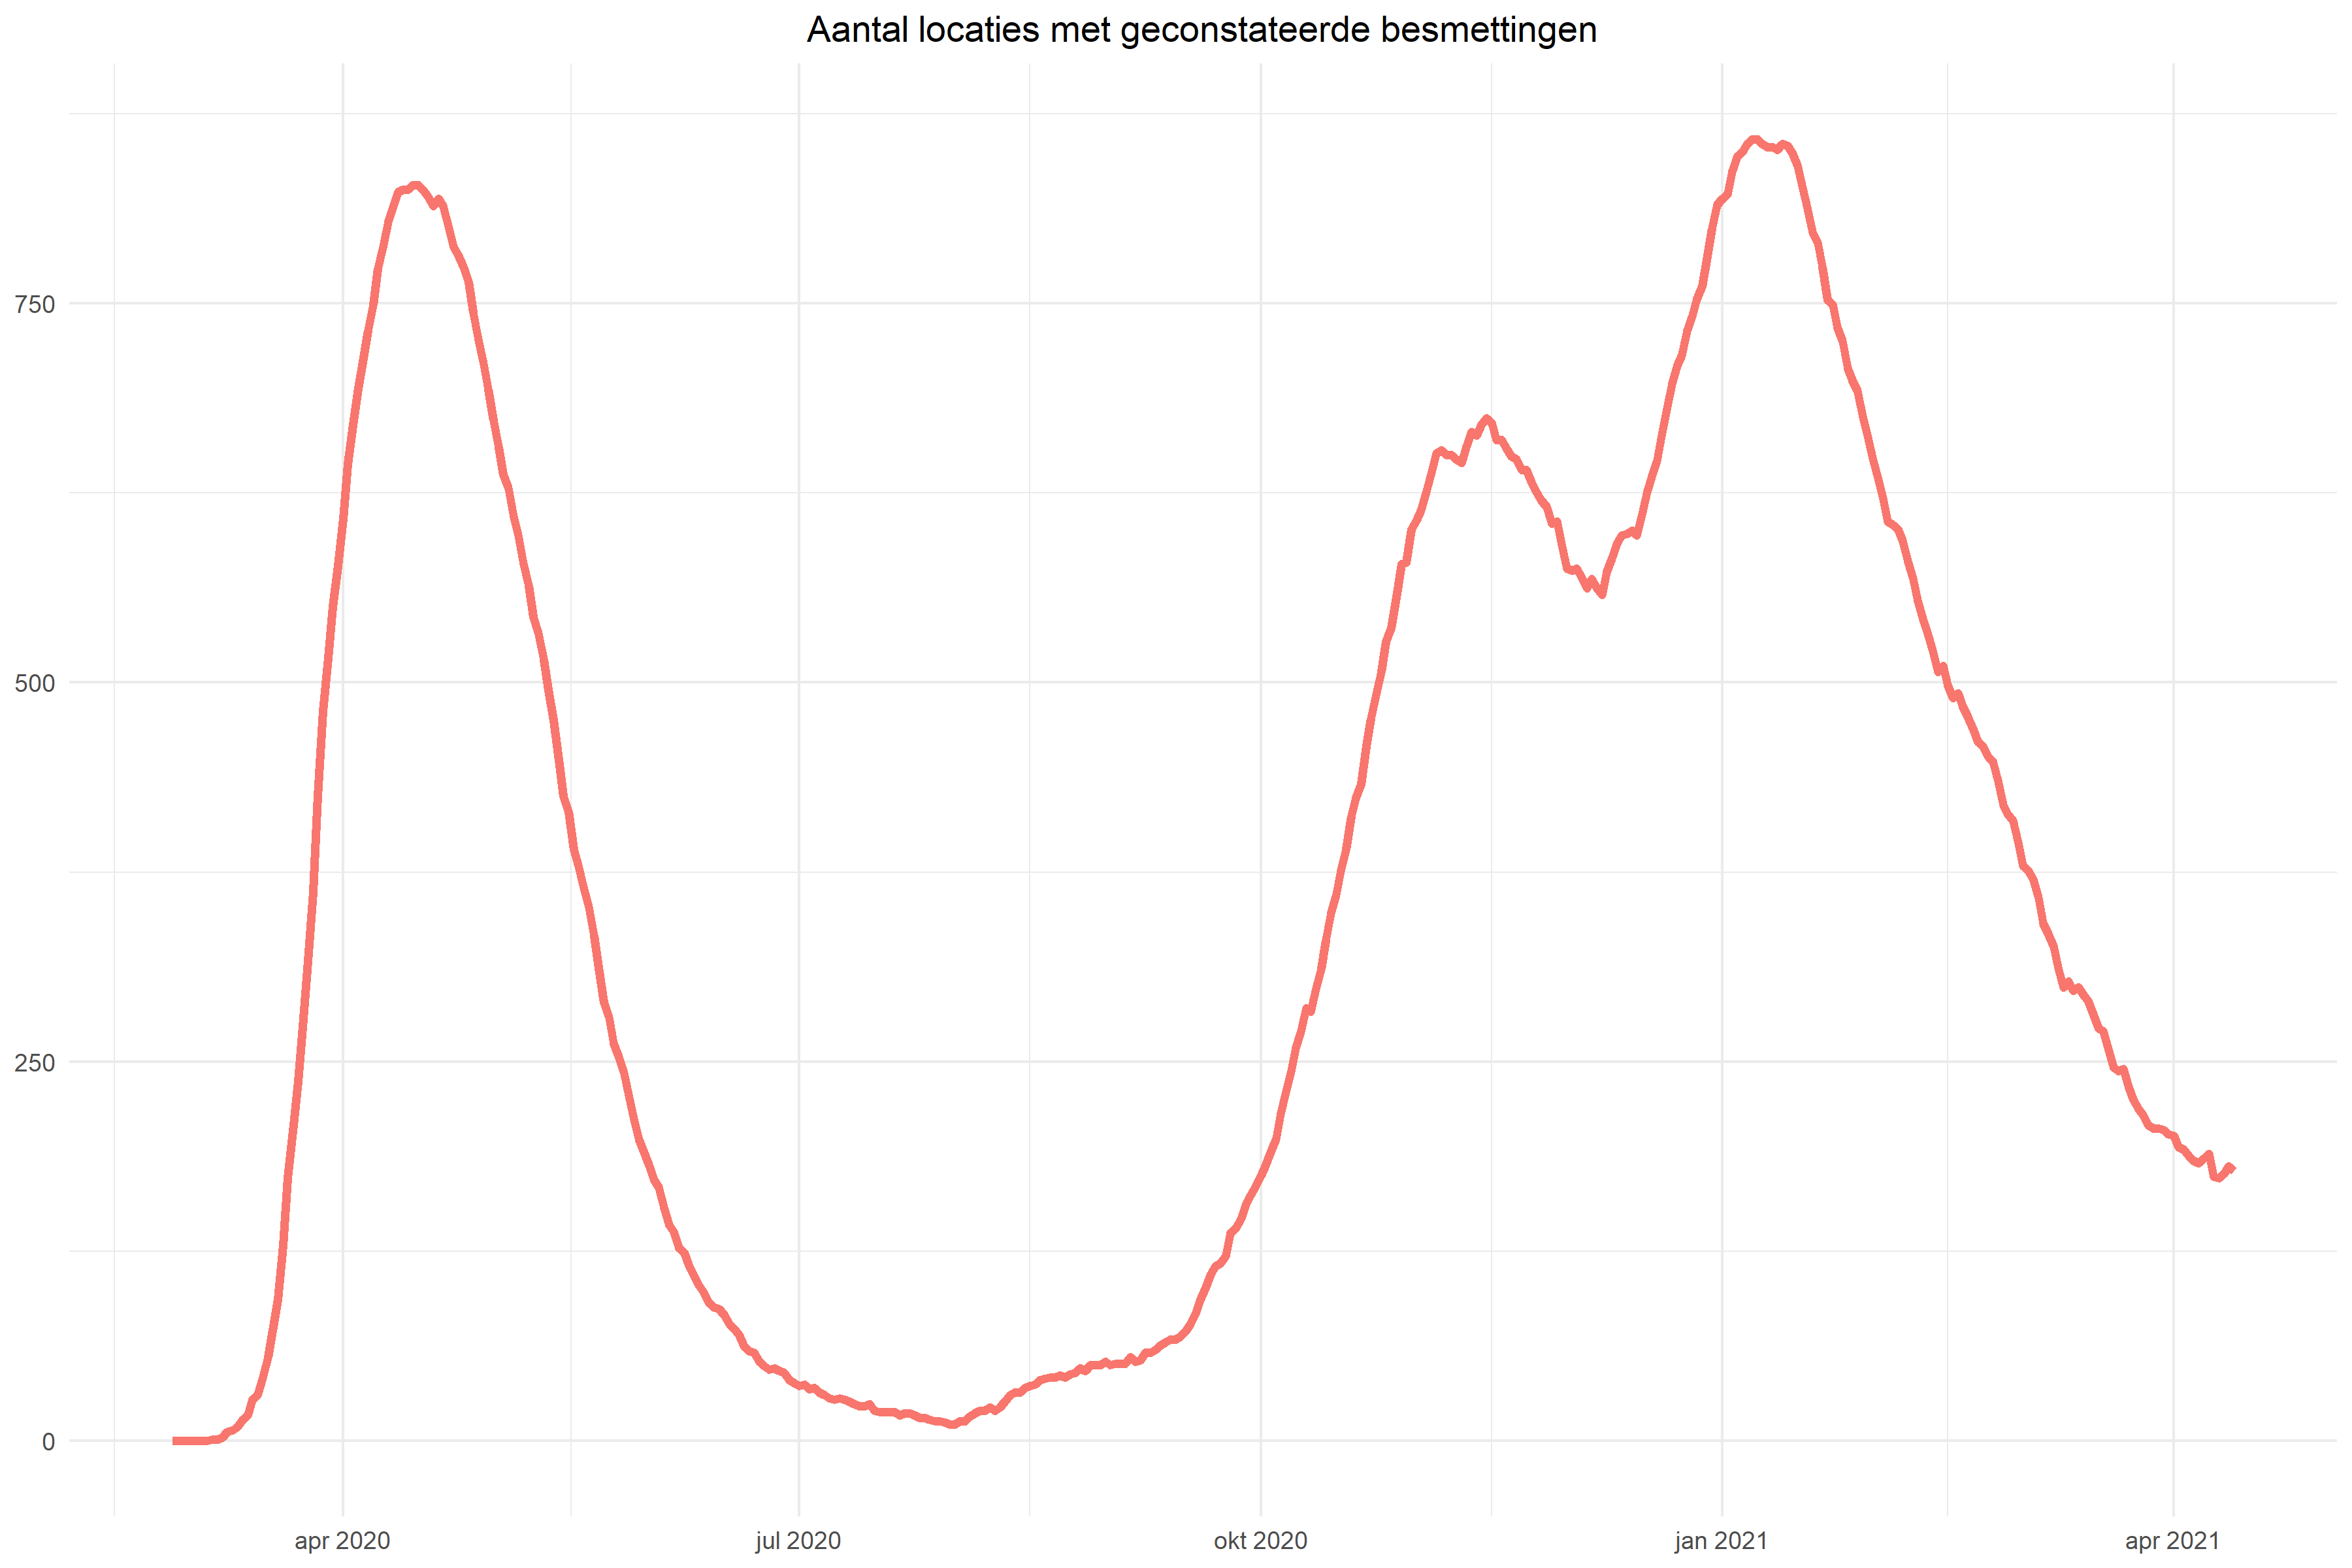 Aantal locaties met geconstateerde besmettingen
750
500
250
0
apr 2020
jul 2020
okt 2020
jan 2021
apr 2021